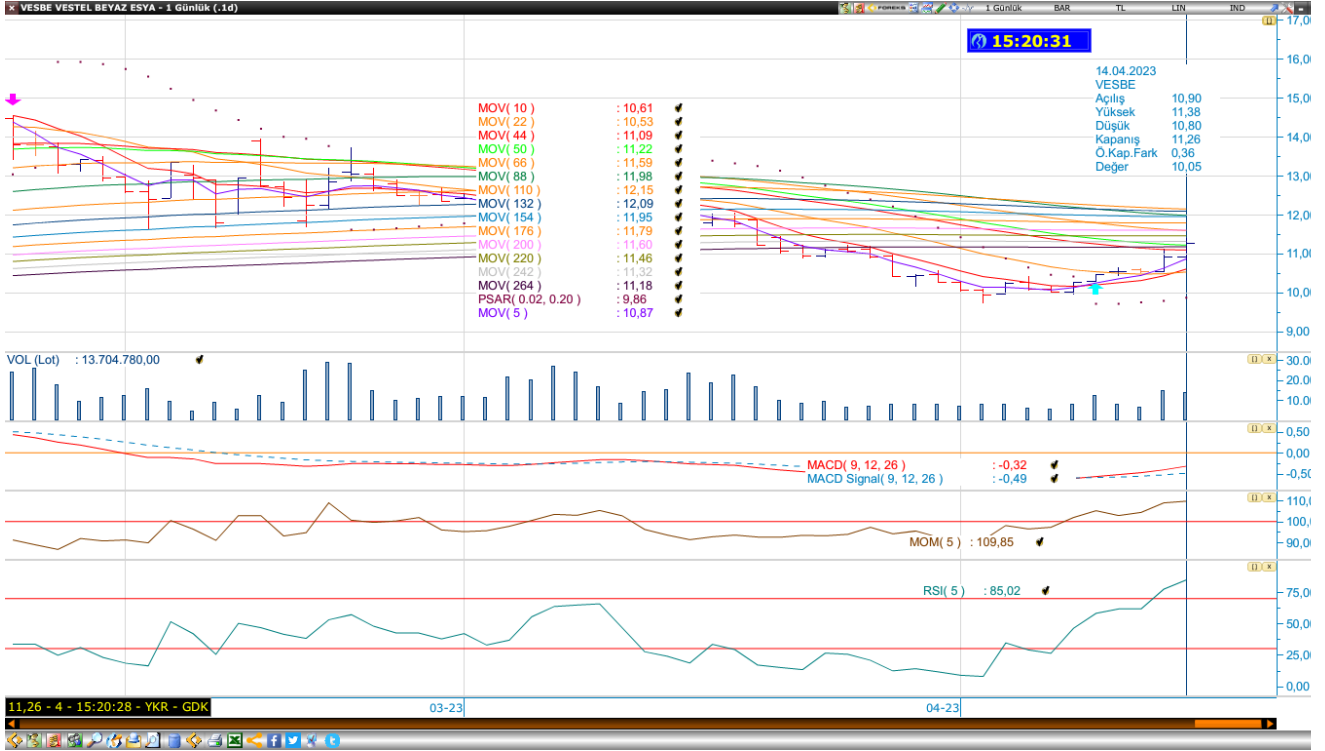 VESBE VESTEL BEYAZ ESYA - 1 Günlük (.1d)
FOREKS
1 Günlük BAR TL LIN IND
15:20:31
14.04.2023
VESBE
Açılış 10,90
Yüksek 11,38
Düşük 10,80
Kapanış 11,26
Ö.Kap.Fark 0,36
Değer 10,05
MOV( 10 ) : 10,61
MOV( 22 ) : 10,53
MOV( 44 ) : 11,09
MOV( 50 ) : 11,22
MOV( 66 ) : 11,59
MOV( 88 ) : 11,98
MOV( 110 ) : 12,15
MOV( 132 ) : 12,09
MOV( 154 ) : 11,95
MOV( 176 ) : 11,79
MOV( 200 ) : 11,60
MOV( 220 ) : 11,46
MOV( 242 ) : 11,32
MOV( 264 ) : 11,18
PSAR( 0.02, 0.20 ) : 9,86
MOV( 5 ) : 10,87
17,0
16,00
15,00
14,00
13,00
12,00
11,00
10,00
9,00
VOL (Lot) : 13.704.780,00
30.00
20.00
10.00
MACD( 9, 12, 26 ) : -0,32
MACD Signal( 9, 12, 26 ) : -0,49
0,50
0,00
-0,50
MOM( 5 ) : 109,85
110,0
100,0
90,0
RSI( 5 ) : 85,02
75,0
50,0
25,0
0,00
11,26 - 4 - 15:20:28 - YKR - GDK
03-23
04-23